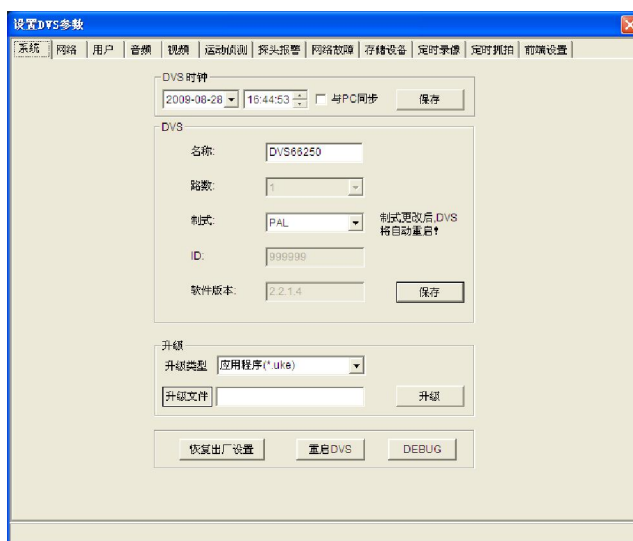 设置DVS参数
系统 网络 用户 音频 视频 运动侦测 探头报警 网络故障 存储设备 定时录像 定时抓拍 前端设置
DVS时钟
2009-08-28 16:44:53 与PC同步 保存
DVS
名称: DVS66250
路数: 1
制式: PAL 制式更改后,DVS
将自动重启!
ID: 999999
软件版本: 2.2.1.4 保存
升级
升级类型 应用程序(*.uke)
升级文件 升级
恢复出厂设置 重启DVS DEBUG